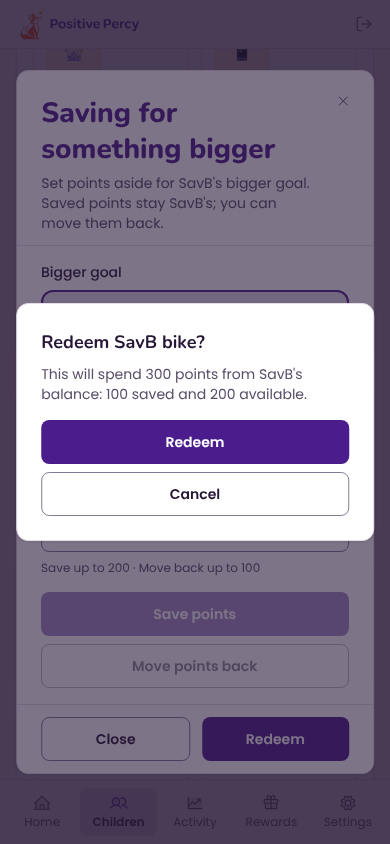 Positive Percy
Saving for
something bigger
Set points aside for SavB's bigger goal.
Saved points stay SavB's; you can
move them back.
Bigger goal
Redeem SavB bike?
This will spend 300 points from SavB's
balance: 100 saved and 200 available.
Redeem
Cancel
Save up to 200 · Move back up to 100
Save points
Move points back
Close Redeem
Home Children Activity Rewards Settings